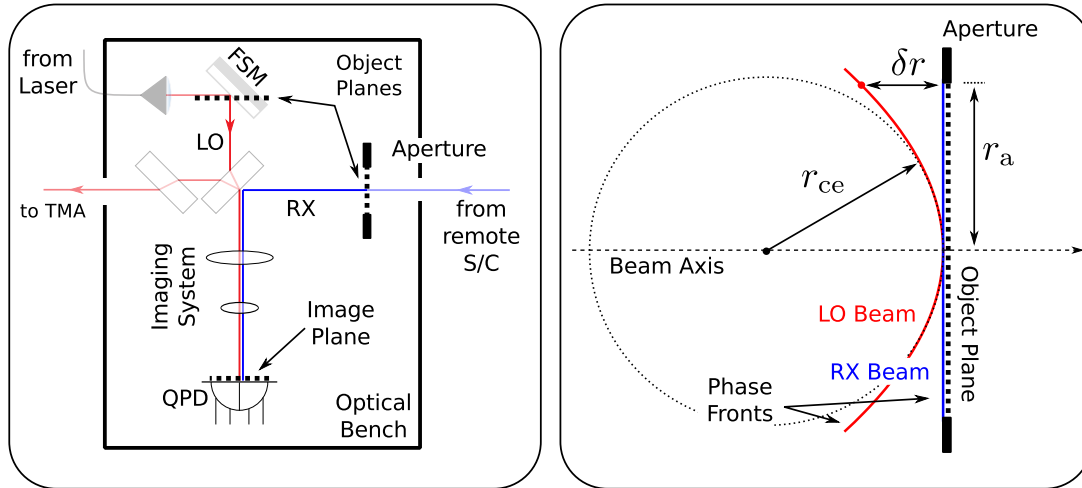 from
Laser
FSM
Object
Planes
LO
Aperture
RX
to TMA
from
remote
S/C
Imaging
System
Image
Plane
QPD
Optical
Bench
Aperture
δr
r_a
r_ce
Beam Axis
Object Plane
LO Beam
RX Beam
Phase
Fronts